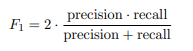 F₁ = 2 · (precision · recall) / (precision + recall)